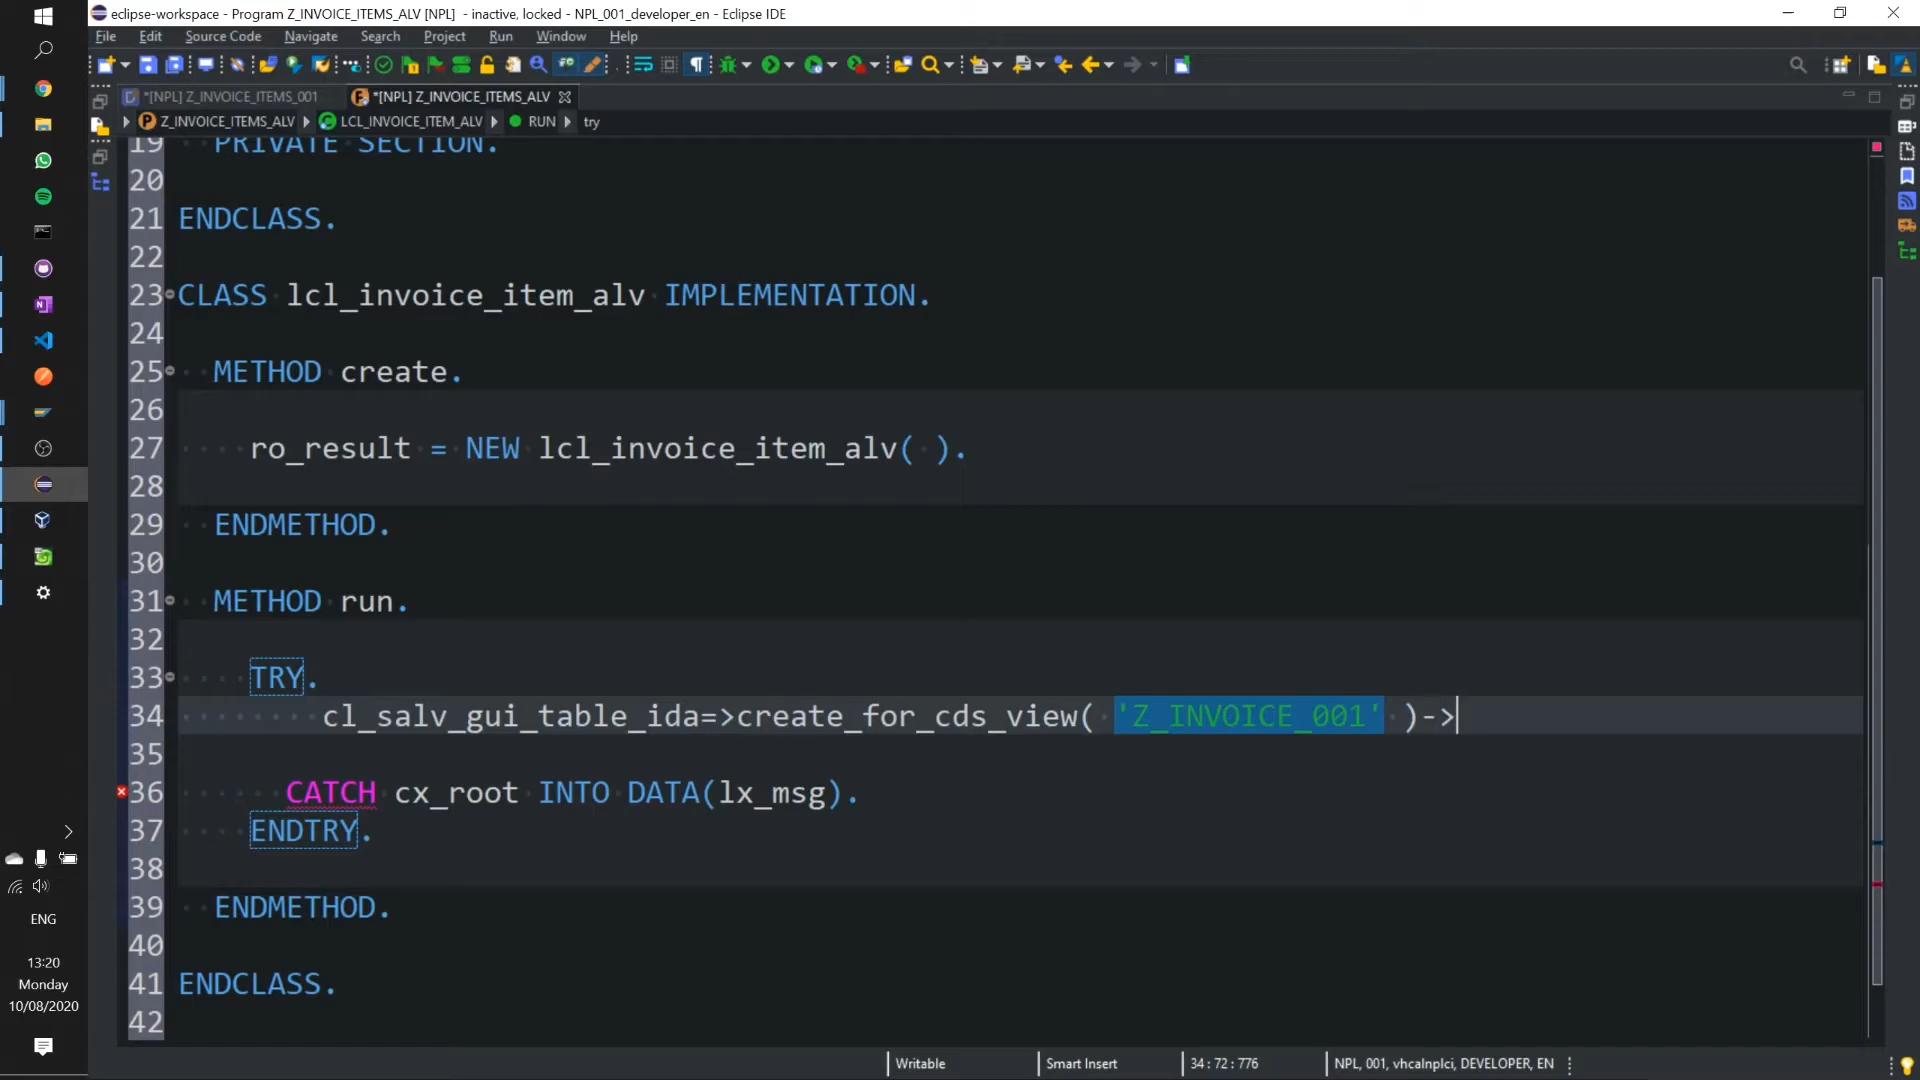 eclipse-workspace - Program Z_INVOICE_ITEMS_ALV [NPL] - inactive, locked - NPL_001_developer_en - Eclipse IDE
File Edit Source Code Navigate Search Project Run Window Help
*[NPL] Z_INVOICE_ITEMS_001 *[NPL] Z_INVOICE_ITEMS_ALV
Z_INVOICE_ITEMS_ALV LCL_INVOICE_ITEM_ALV RUN try
19 PRIVATE SECTION.
20
21 ENDCLASS.
22
23 CLASS lcl_invoice_item_alv IMPLEMENTATION.
24
25 METHOD create.
26
27 ro_result = NEW lcl_invoice_item_alv( ).
28
29 ENDMETHOD.
30
31 METHOD run.
32
33 TRY.
34 cl_salv_gui_table_ida=>create_for_cds_view( 'Z_INVOICE_001' )->
35
36 CATCH cx_root INTO DATA(lx_msg).
37 ENDTRY.
38
39 ENDMETHOD.
40
41 ENDCLASS.
42
ENG
13:20
Monday
10/08/2020
Writable Smart Insert 34 : 72 : 776 NPL, 001, vhcalnplci, DEVELOPER, EN